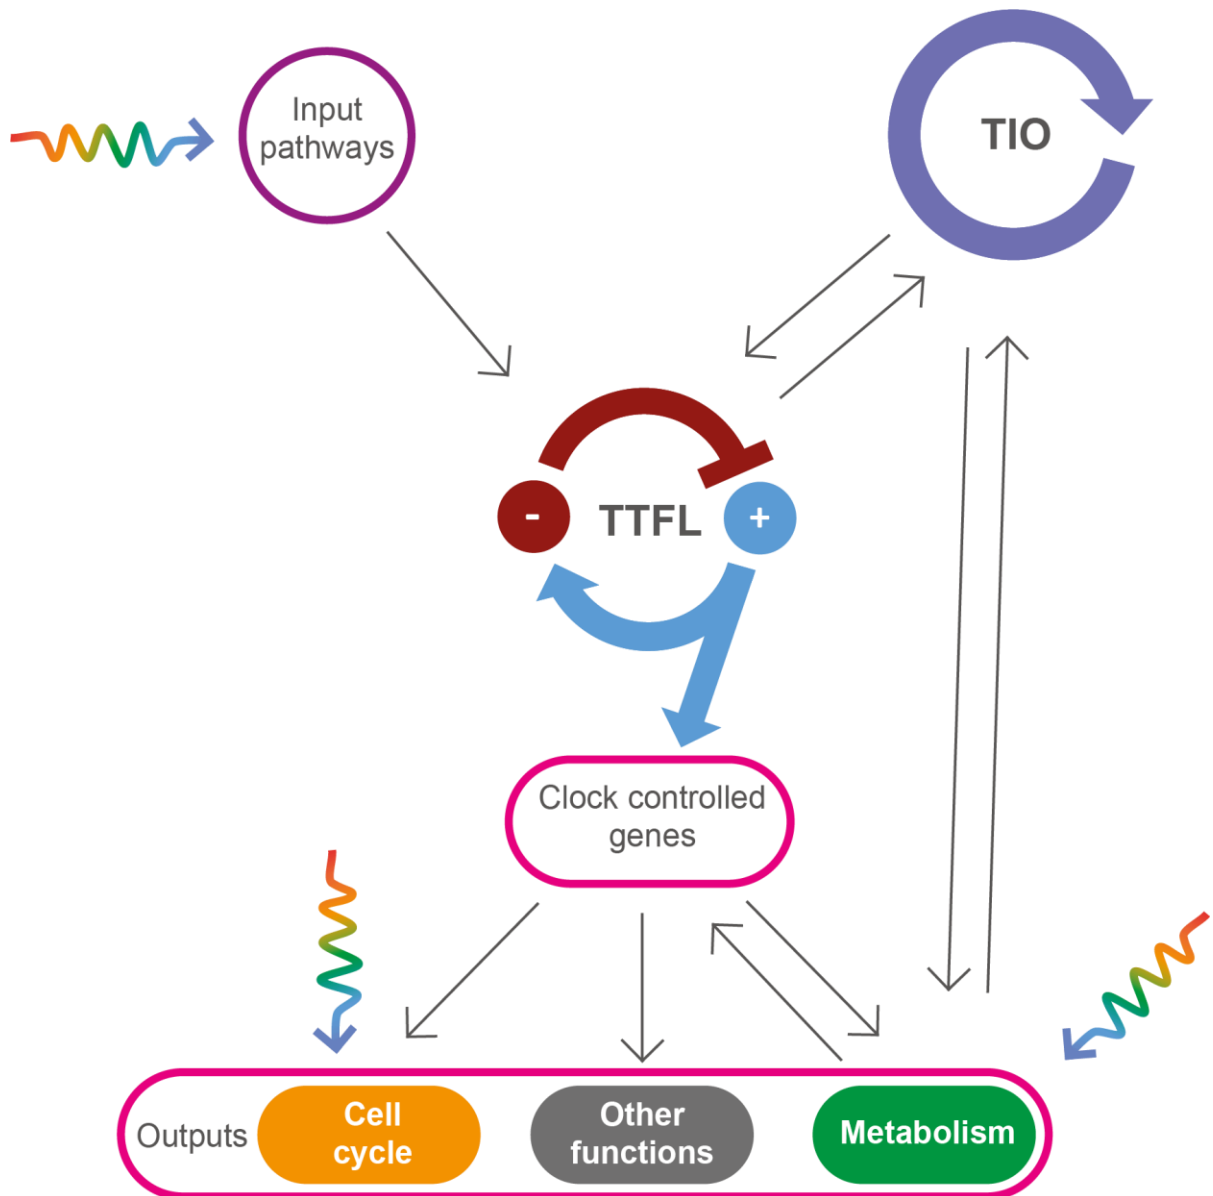 Input
pathways
TIO
-
TTFL
+
Clock controlled
genes
Outputs
Cell
cycle
Other
functions
Metabolism